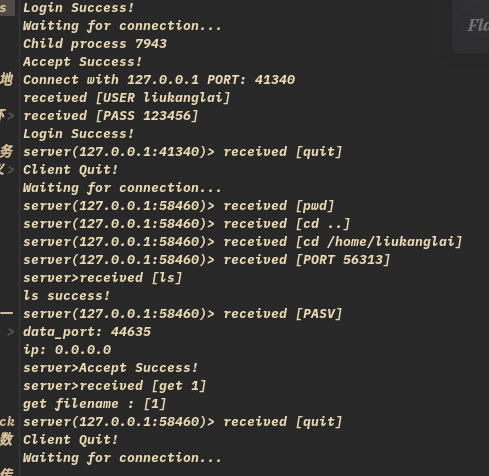 s
Login Success!
Waiting for connection...
Child process 7943
Accept Success!
地
Connect with 127.0.0.1 PORT: 41340
received [USER liukanglai]
>
received [PASS 123456]
Login Success!
务
server(127.0.0.1:41340)> received [quit]
>
Client Quit!
Waiting for connection...
server(127.0.0.1:58460)> received [pwd]
server(127.0.0.1:58460)> received [cd ..]
server(127.0.0.1:58460)> received [cd /home/liukanglai]
server(127.0.0.1:58460)> received [PORT 56313]
server>received [ls]
ls success!
一
server(127.0.0.1:58460)> received [PASV]
>
data_port: 44635
ip: 0.0.0.0
server>Accept Success!
server>received [get 1]
get filename : [1]
ck
server(127.0.0.1:58460)> received [quit]
数
Client Quit!
Waiting for connection...
传